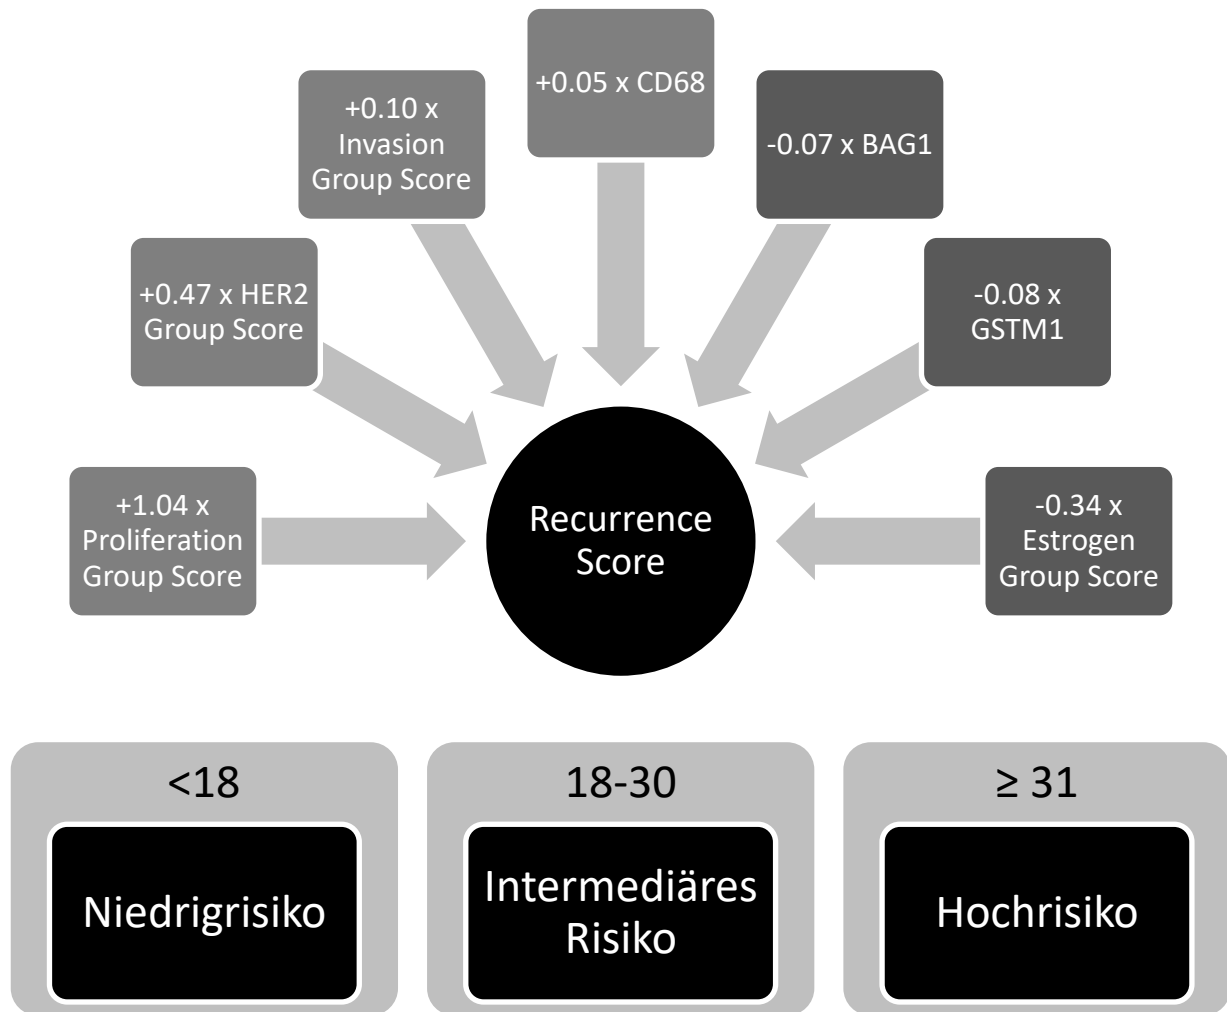 +0.05 x CD68
+0.10 x
Invasion
Group Score
-0.07 x BAG1
+0.47 x HER2
Group Score
-0.08 x
GSTM1
+1.04 x
Proliferation
Group Score
Recurrence
Score
-0.34 x
Estrogen
Group Score
<18
Niedrigrisiko
18-30
Intermediäres
Risiko
≥ 31
Hochrisiko